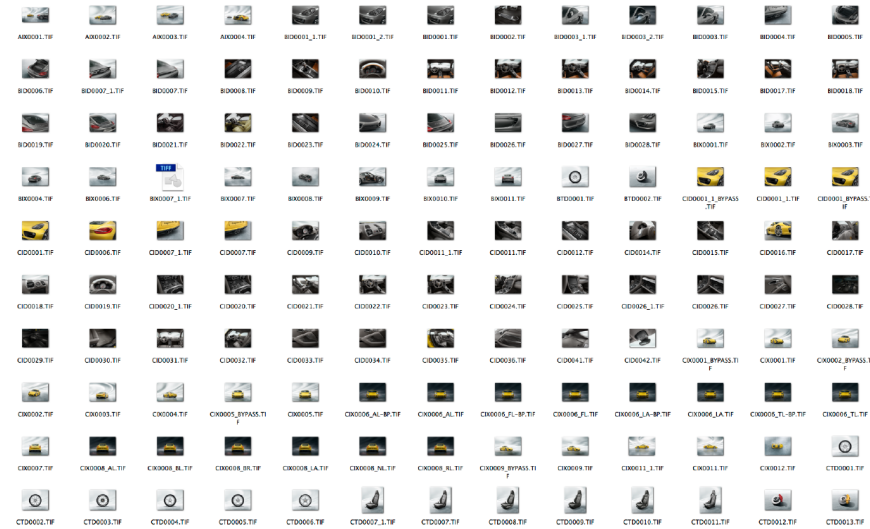 AIX0001.TIF AIX0002.TIF AIX0003.TIF AIX0004.TIF BID0001_1.TIF BID0001_2.TIF BID0001.TIF BID0002.TIF BID0003_1.TIF BID0003_2.TIF BID0003.TIF BID0004.TIF BID0005.TIF
BID0006.TIF BID0007_1.TIF BID0007.TIF BID0008.TIF BID0009.TIF BID0010.TIF BID0011.TIF BID0012.TIF BID0013.TIF BID0014.TIF BID0015.TIF BID0017.TIF BID0018.TIF
BID0019.TIF BID0020.TIF BID0021.TIF BID0022.TIF BID0023.TIF BID0024.TIF BID0025.TIF BID0026.TIF BID0027.TIF BID0028.TIF BIX0001.TIF BIX0002.TIF BIX0003.TIF
TIFF
BIX0004.TIF BIX0006.TIF BIX0007_1.TIF BIX0007.TIF BIX0008.TIF BIX0009.TIF BIX0010.TIF BIX0011.TIF BTD0001.TIF BTD0002.TIF CID0001_1_BYPASS CID0001_1.TIF CID0001_BYPASS.T
.TIF IF
CID0001.TIF CID0006.TIF CID0007_1.TIF CID0007.TIF CID0009.TIF CID0010.TIF CID0011_1.TIF CID0011.TIF CID0012.TIF CID0014.TIF CID0015.TIF CID0016.TIF CID0017.TIF
CID0018.TIF CID0019.TIF CID0020_1.TIF CID0020.TIF CID0021.TIF CID0022.TIF CID0023.TIF CID0024.TIF CID0025.TIF CID0026_1.TIF CID0026.TIF CID0027.TIF CID0028.TIF
CID0029.TIF CID0030.TIF CID0031.TIF CID0032.TIF CID0033.TIF CID0034.TIF CID0035.TIF CID0036.TIF CID0041.TIF CID0042.TIF CIX0001_BYPASS.TI CIX0001.TIF CIX0002_BYPASS.TI
F F
CIX0002.TIF CIX0003.TIF CIX0004.TIF CIX0005_BYPASS.TI CIX0005.TIF CIX0006_AL-BP.TIF CIX0006_AL.TIF CIX0006_FL-BP.TIF CIX0006_FL.TIF CIX0006_LA-BP.TIF CIX0006_LA.TIF CIX0006_TL-BP.TIF CIX0006_TL.TIF
F
CIX0007.TIF CIX0008_AL.TIF CIX0008_BL.TIF CIX0008_BR.TIF CIX0008_LA.TIF CIX0008_NL.TIF CIX0008_RL.TIF CIX0009_BYPASS.TI CIX0009.TIF CIX0011_1.TIF CIX0011.TIF CIX0012.TIF CTD0001.TIF
F
CTD0002.TIF CTD0003.TIF CTD0004.TIF CTD0005.TIF CTD0006.TIF CTD0007_1.TIF CTD0007.TIF CTD0008.TIF CTD0009.TIF CTD0010.TIF CTD0011.TIF CTD0012.TIF CTD0013.TIF